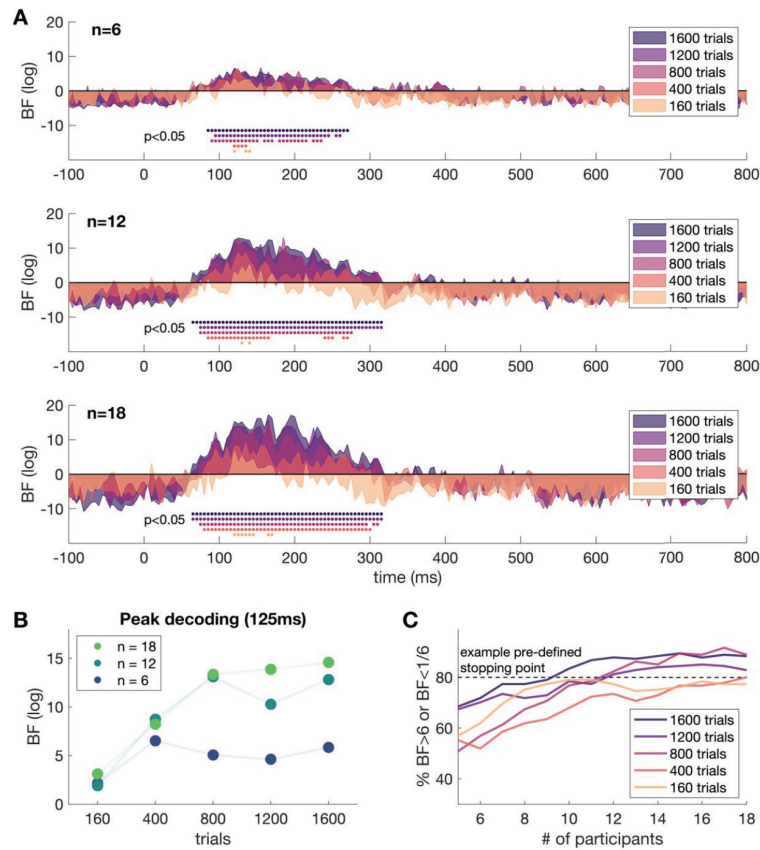 A
n=6
20
10
0
-10
BF (log)
1600 trials
1200 trials
800 trials
400 trials
160 trials
p<0.05
-100 0 100 200 300 400 500 600 700 800
n=12
20
10
0
-10
BF (log)
1600 trials
1200 trials
800 trials
400 trials
160 trials
p<0.05
-100 0 100 200 300 400 500 600 700 800
n=18
20
10
0
-10
BF (log)
1600 trials
1200 trials
800 trials
400 trials
160 trials
p<0.05
-100 0 100 200 300 400 500 600 700 800
time (ms)
B
Peak decoding (125ms)
n = 18
n = 12
n = 6
15
10
5
0
BF (log)
160 400 800 1200 1600
trials
C
example pre-defined
stopping point
80
60
40
% BF>6 or BF<1/6
1600 trials
1200 trials
800 trials
400 trials
160 trials
6 8 10 12 14 16 18
# of participants